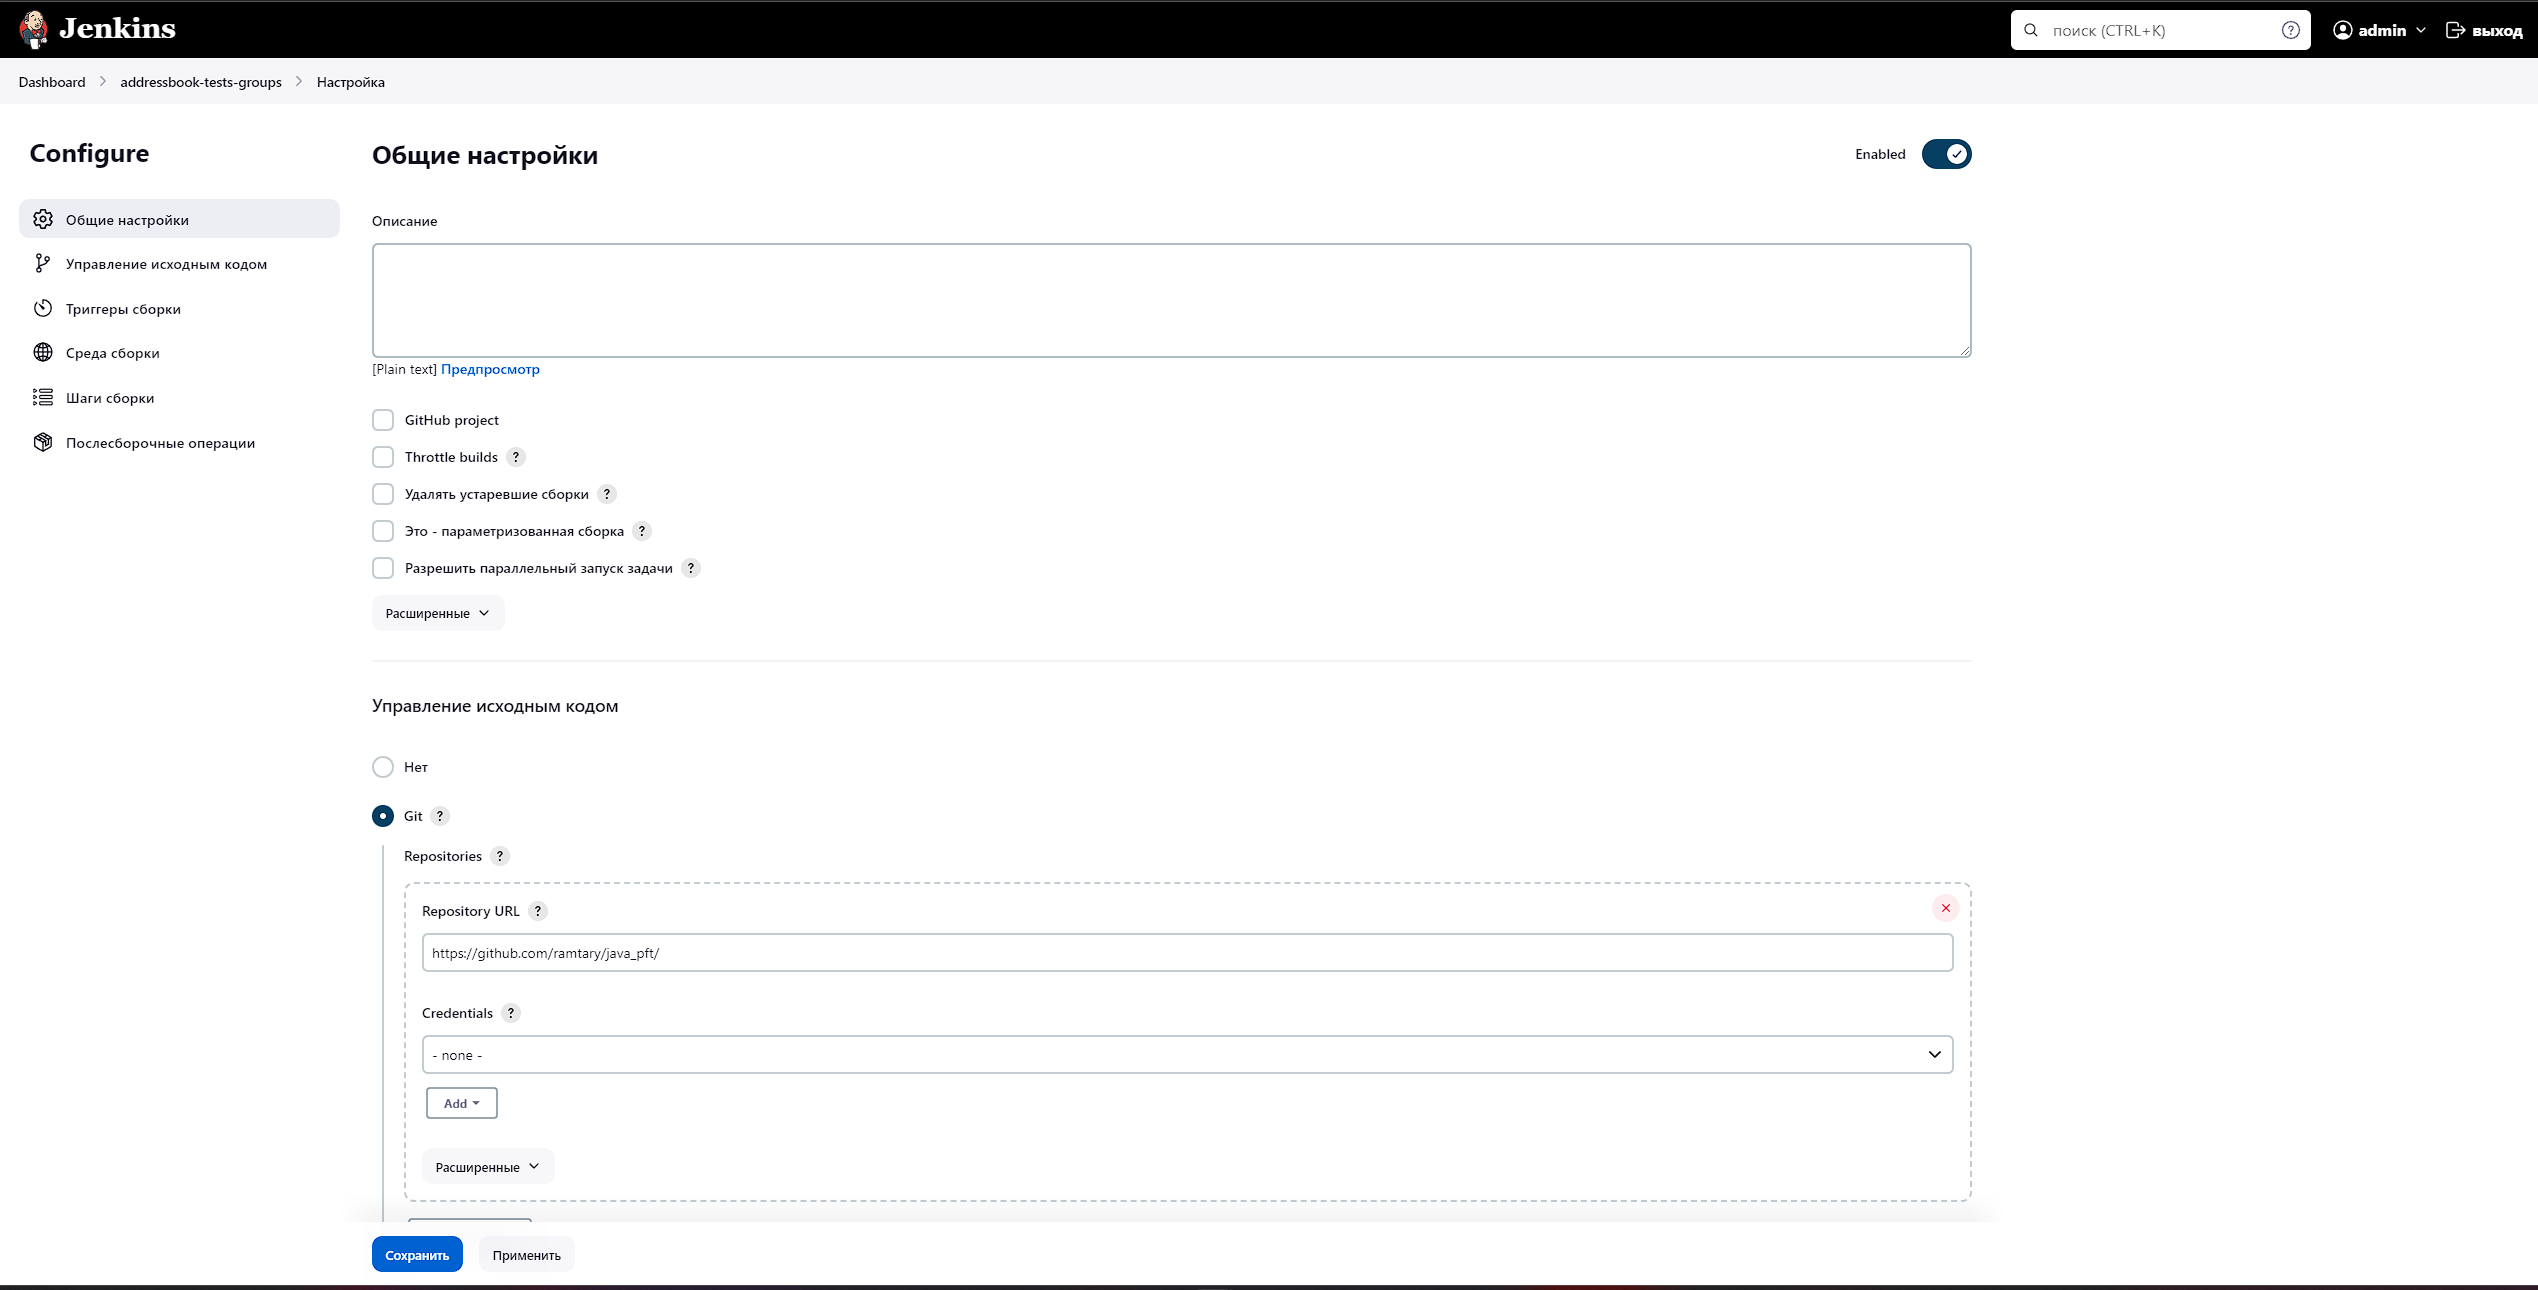 Jenkins
поиск (CTRL+K)
?
admin
выход
Dashboard
addressbook-tests-groups
Настройка
Configure
Общие настройки
Управление исходным кодом
Триггеры сборки
Среда сборки
Шаги сборки
Послесборочные операции
Общие настройки
Enabled
Описание
[Plain text] Предпросмотр
GitHub project
Throttle builds ?
Удалять устаревшие сборки ?
Это - параметризованная сборка ?
Разрешить параллельный запуск задачи ?
Расширенные
Управление исходным кодом
Нет
Git ?
Repositories ?
Repository URL ?
https://github.com/ramtary/java_pft/
Credentials ?
- none -
Add
Расширенные
Сохранить
Применить